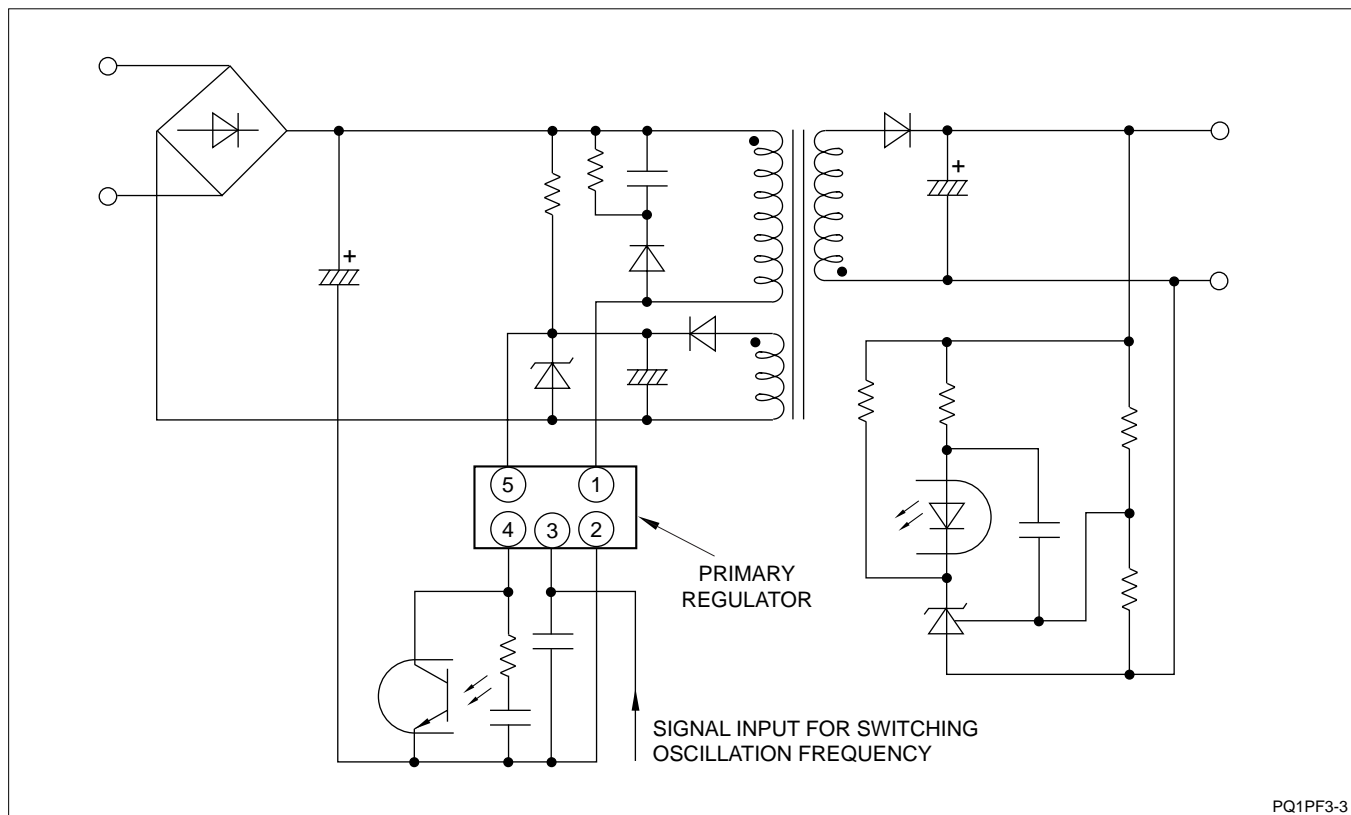 +
+
5
1
4
3
2
PRIMARY
REGULATOR
SIGNAL INPUT FOR SWITCHING
OSCILLATION FREQUENCY
PQ1PF3-3